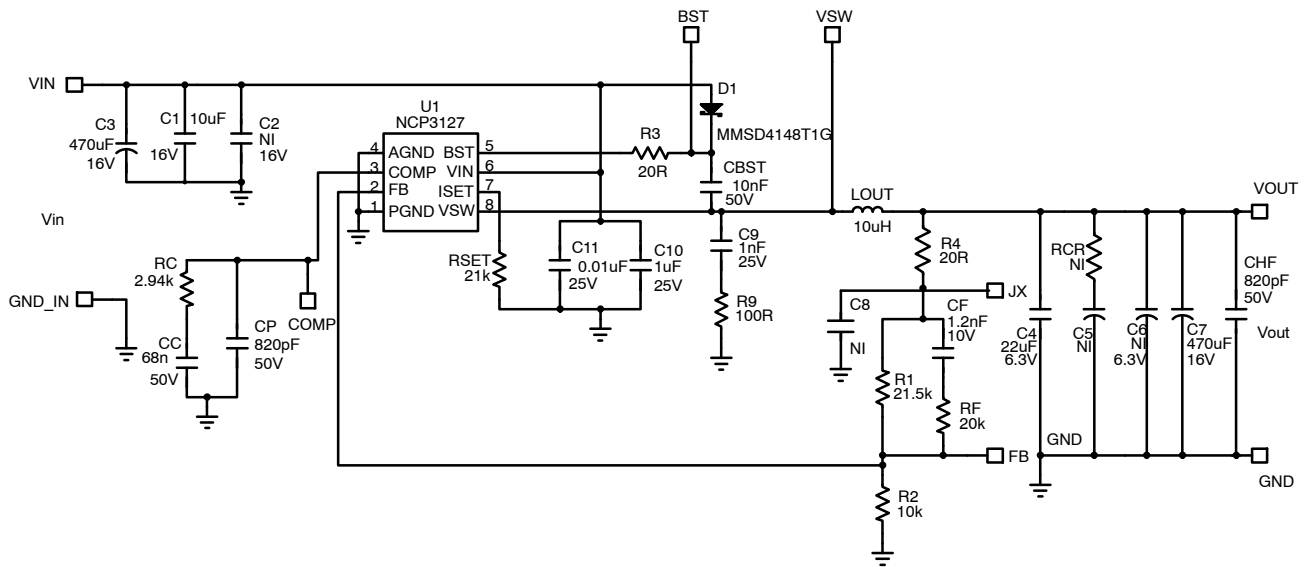 BST
VSW
VIN
D1
MMSD4148T1G
U1
NCP3127
C3
470uF
16V
C1
10uF
16V
C2
NI
16V
4
AGND
BST
5
3
COMP
VIN
6
2
FB
ISET
7
1
PGND
VSW
8
R3
20R
CBST
10nF
50V
LOUT
10uH
VOUT
Vin
GND_IN
RC
2.94k
CC
68n
50V
CP
820pF
50V
COMP
RSET
21k
C11
0.01uF
25V
C10
1uF
25V
C9
1nF
25V
R9
100R
R4
20R
JX
C8
NI
CF
1.2nF
10V
R1
21.5k
RF
20k
FB
R2
10k
C4
22uF
6.3V
RCR
NI
C5
NI
C6
NI
6.3V
C7
470uF
16V
CHF
820pF
50V
Vout
GND
GND